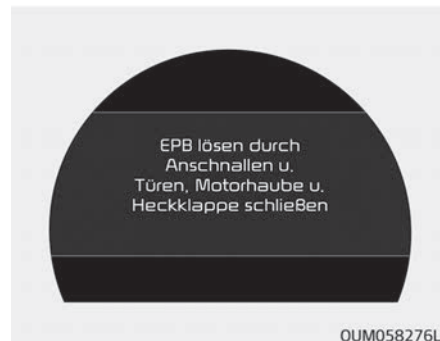 EPB lösen durch
Anschnallen u.
Türen, Motorhaube u.
Heckklappe schließen
OUM058276L